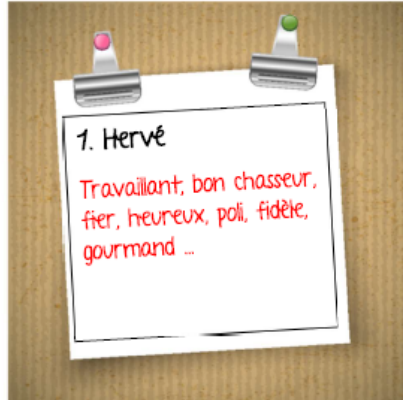 1. Hervé
Travaillant, bon chasseur,
fier, heureux, poli, fidèle,
gourmand ...